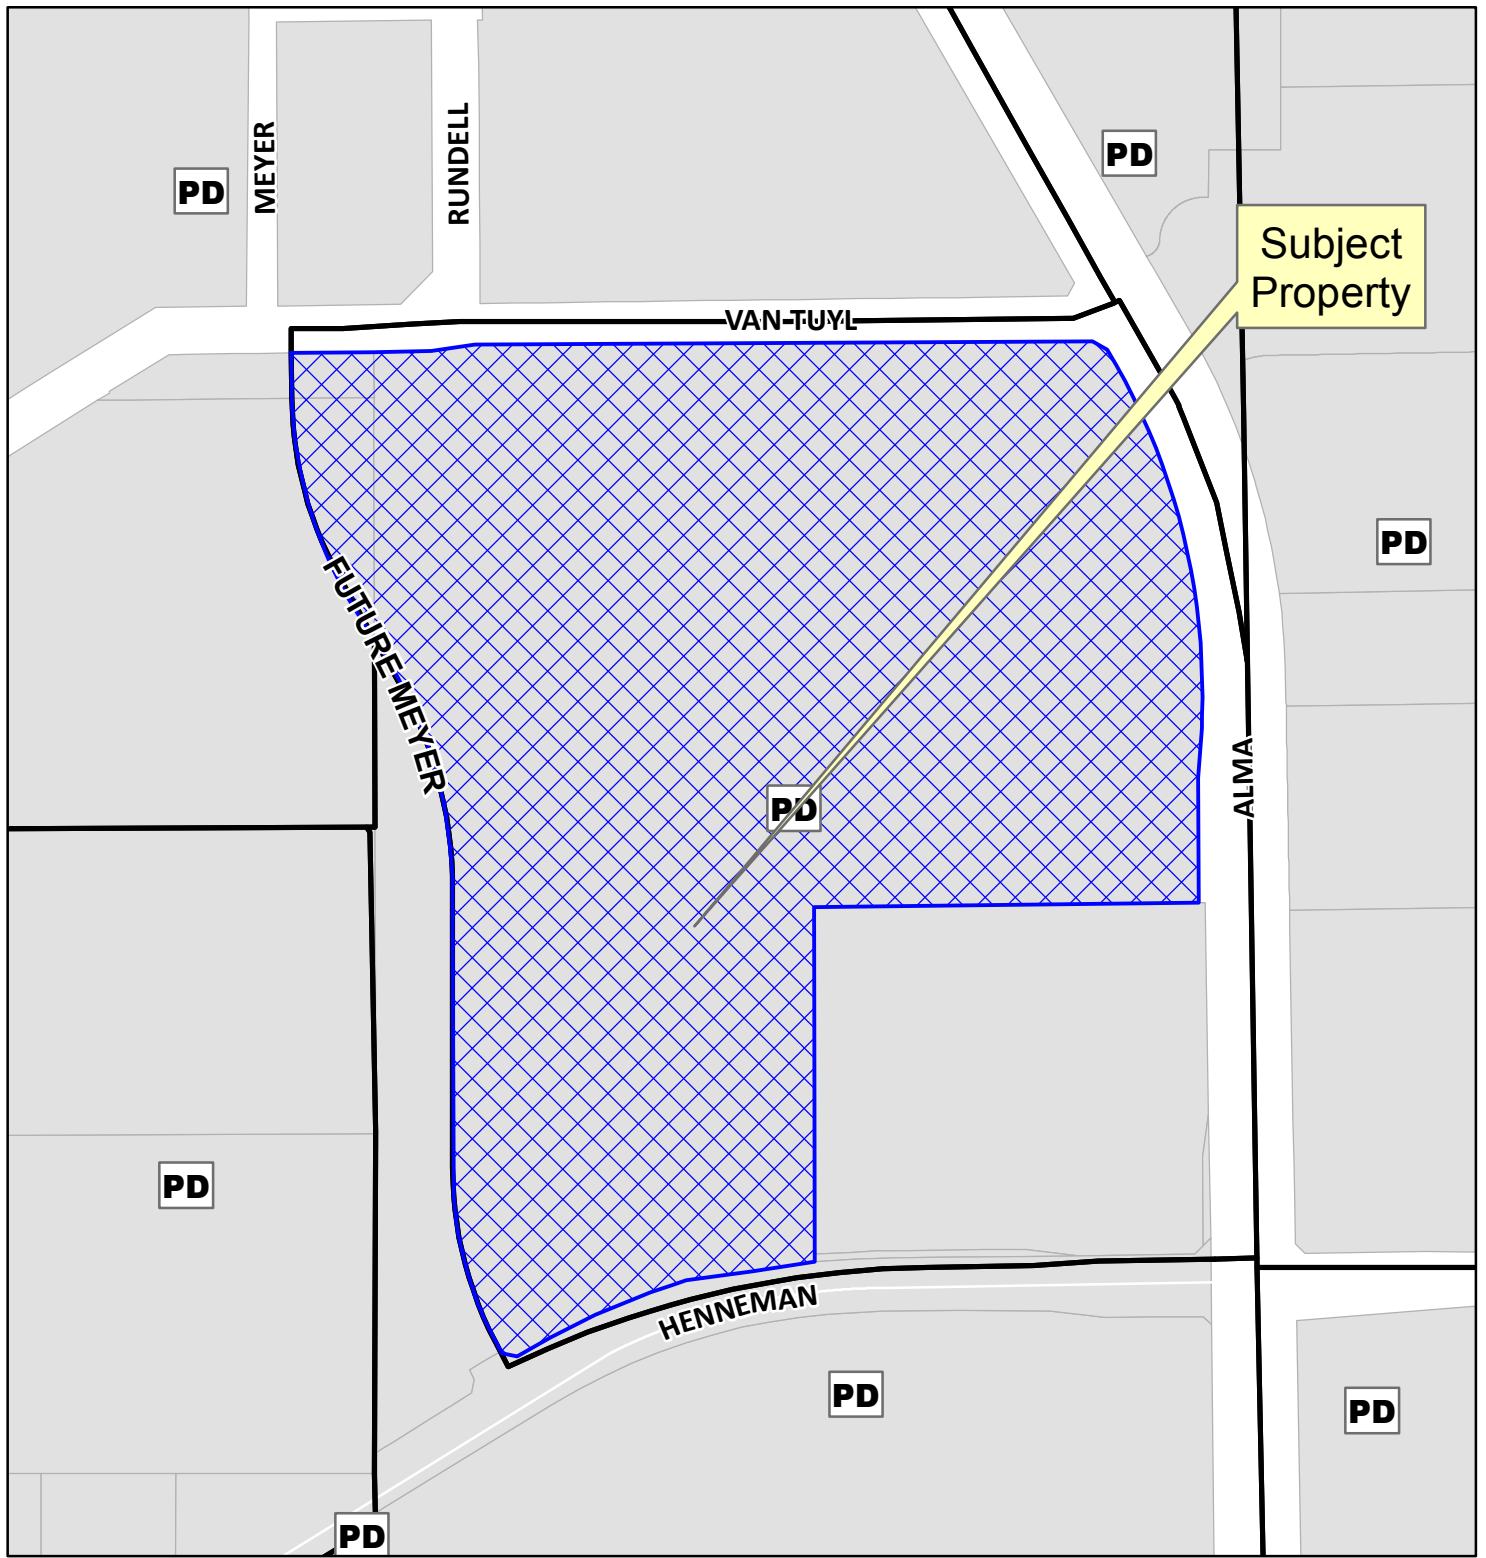 MEYER
RUNDELL
PD
PD
Subject
Property
VAN TUYL
PD
FUTURE MEYER
ALMA
PD
PD
HENNEMAN
PD
PD
PD